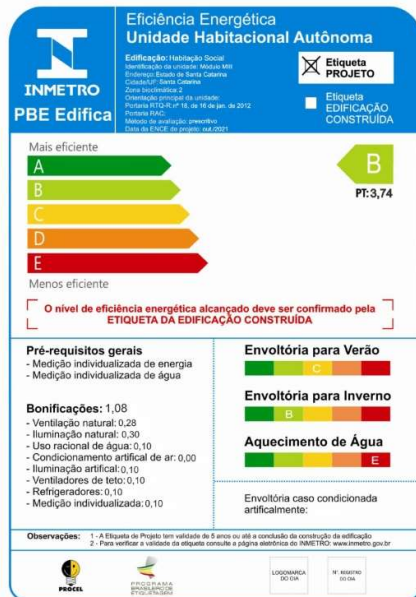 INMETRO
PBE Edifica
Eficiência Energética
Unidade Habitacional Autônoma
Edificação: Habitação Social
Identificação da unidade: Módulo Mitt
Endereço: Estado de Santa Catarina
Cidade/UF: Santa Catarina
Zona bioclimática: 2
Orientação principal da unidade:
Portaria RTQ-R: nº 18, de 16 de jan. de 2012
Portaria RAC:
Método de avaliação: prescritivo
Data da ENCE de projeto: out./2021
Etiqueta
PROJETO
Etiqueta
EDIFICAÇÃO
CONSTRUÍDA
Mais eficiente
A
B
C
D
E
Menos eficiente
B
PT: 3,74
O nível de eficiência energética alcançado deve ser confirmado pela
ETIQUETA DA EDIFICAÇÃO CONSTRUÍDA
Pré-requisitos gerais
- Medição individualizada de energia
- Medição individualizada de água
Bonificações: 1,08
- Ventilação natural: 0,28
- Iluminação natural: 0,30
- Uso racional de água: 0,10
- Condicionamento artificial de ar: 0,00
- Iluminação artifical: 0,10
- Ventiladores de teto: 0,10
- Refrigeradores: 0,10
- Medição individualizada: 0,10
Envoltória para Verão
C
Envoltória para Inverno
B
Aquecimento de Água
E
Envoltória caso condicionada
artificialmente:
Observações: 1 - A Etiqueta de Projeto tem validade de 5 anos ou até a conclusão da construção da edificação
2 - Para verificar a validade da etiqueta consulte a página eletrônica do INMETRO: www.inmetro.gov.br
PROCEL
PROGRAMA
BRASILEIRO DE
ETIQUETAGEM
LOGOMARCA
DO OIA
Nº. REGISTRO
DO OIA